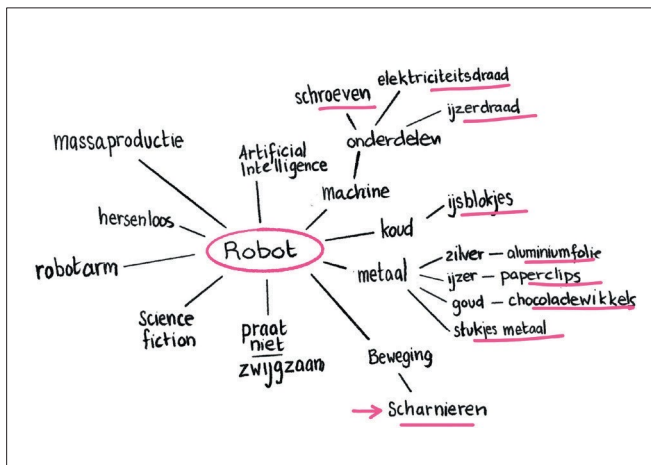 elektriciteitsdraad
schroeven
ijzerdraad
massaproductie
Artificial
Intelligence
onderdelen
machine
ijsblokjes
hersenloos
koud
Robot
zilver — aluminiumfolie
robotarm
metaal
ijzer — paperclips
goud — chocoladewikkels
stukjes metaal
Science
fiction
praat
niet
zwijgzaam
Beweging
→ Scharnieren